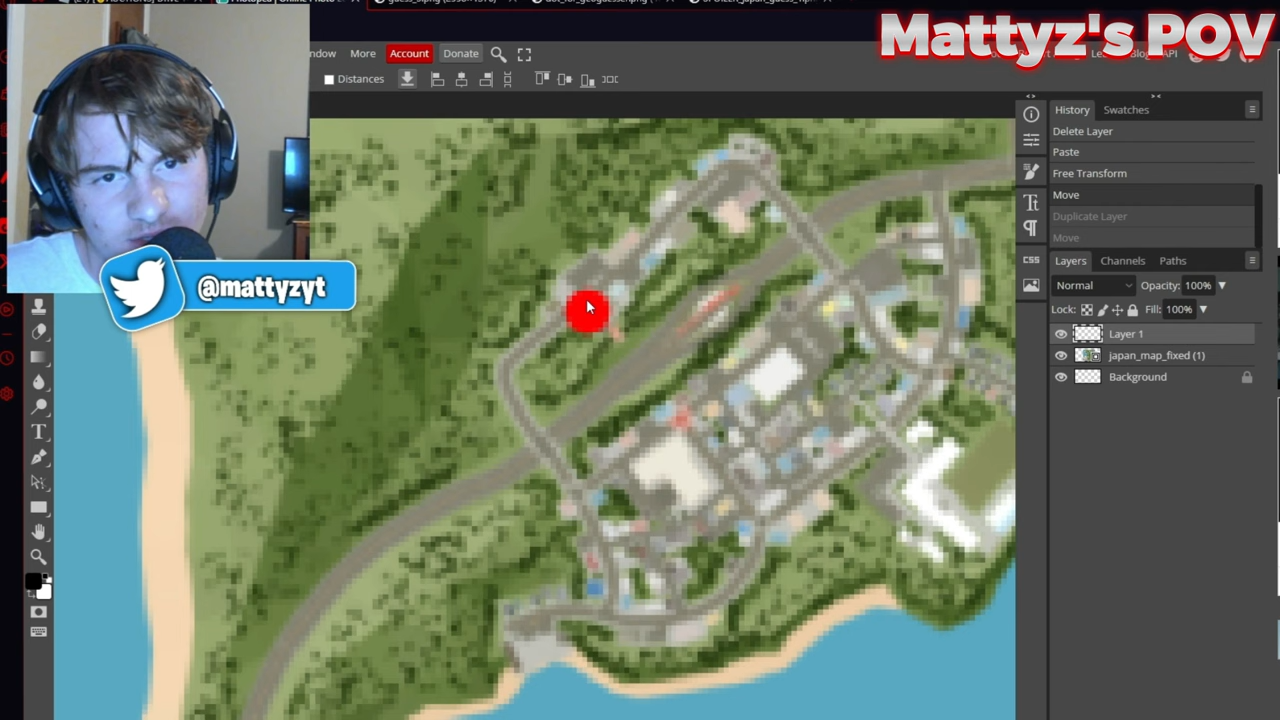 Mattyz's POV
More Account Donate
Distances
History Swatches
Delete Layer
Paste
Free Transform
Move
Duplicate Layer
Move
CSS
Layers Channels Paths
Normal Opacity: 100%
Lock: Fill: 100%
Layer 1
japan_map_fixed (1)
Background
@mattyzyt